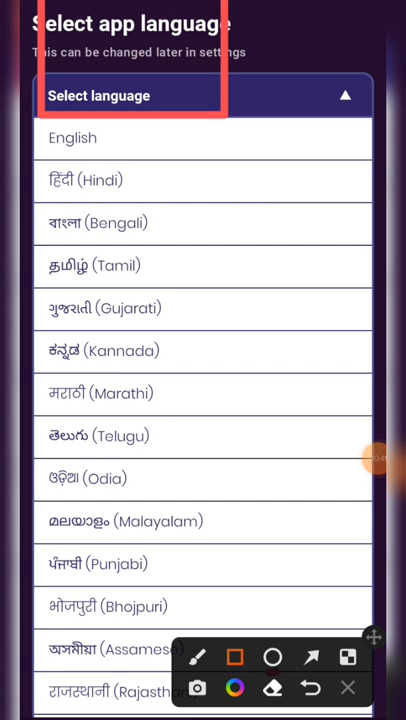 Select app language
This can be changed later in settings
Select language
English
हिंदी (Hindi)
বাংলা (Bengali)
தமிழ் (Tamil)
ગુજરાતી (Gujarati)
ಕನ್ನಡ (Kannada)
मराठी (Marathi)
తెలుగు (Telugu)
ଓଡ଼ିଆ (Odia)
മലയാളം (Malayalam)
ਪੰਜਾਬੀ (Punjabi)
भोजपुरी (Bhojpuri)
অসমীয়া (Assamese)
राजस्थानी